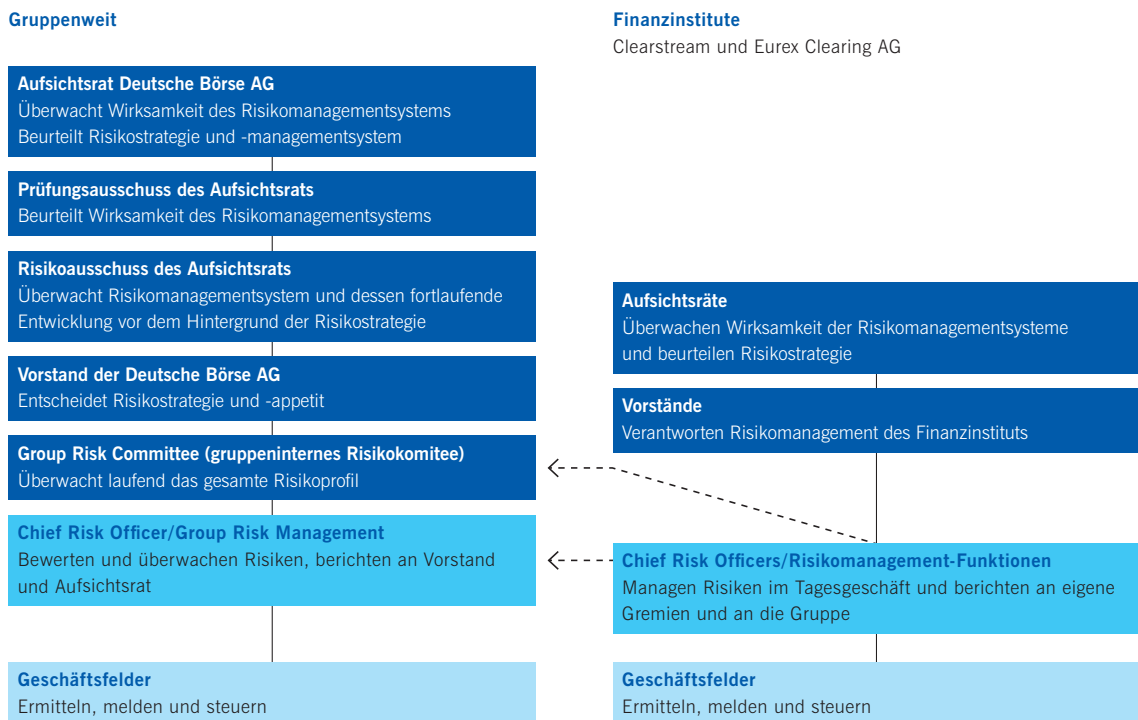 Gruppenweit
Aufsichtsrat Deutsche Börse AG
Überwacht Wirksamkeit des Risikomanagementsystems
Beurteilt Risikostrategie und -managementsystem
Prüfungsausschuss des Aufsichtsrats
Beurteilt Wirksamkeit des Risikomanagementsystems
Risikoausschuss des Aufsichtsrats
Überwacht Risikomanagementsystem und dessen fortlaufende
Entwicklung vor dem Hintergrund der Risikostrategie
Vorstand der Deutsche Börse AG
Entscheidet Risikostrategie und -appetit
Group Risk Committee (gruppeninternes Risikokomitee)
Überwacht laufend das gesamte Risikoprofil
Chief Risk Officer/Group Risk Management
Bewerten und überwachen Risiken, berichten an Vorstand
und Aufsichtsrat
Geschäftsfelder
Ermitteln, melden und steuern
Finanzinstitute
Clearstream und Eurex Clearing AG
Aufsichtsräte
Überwachen Wirksamkeit der Risikomanagementsysteme
und beurteilen Risikostrategie
Vorstände
Verantworten Risikomanagement des Finanzinstituts
Chief Risk Officers/Risikomanagement-Funktionen
Managen Risiken im Tagesgeschäft und berichten an eigene
Gremien und an die Gruppe
Geschäftsfelder
Ermitteln, melden und steuern